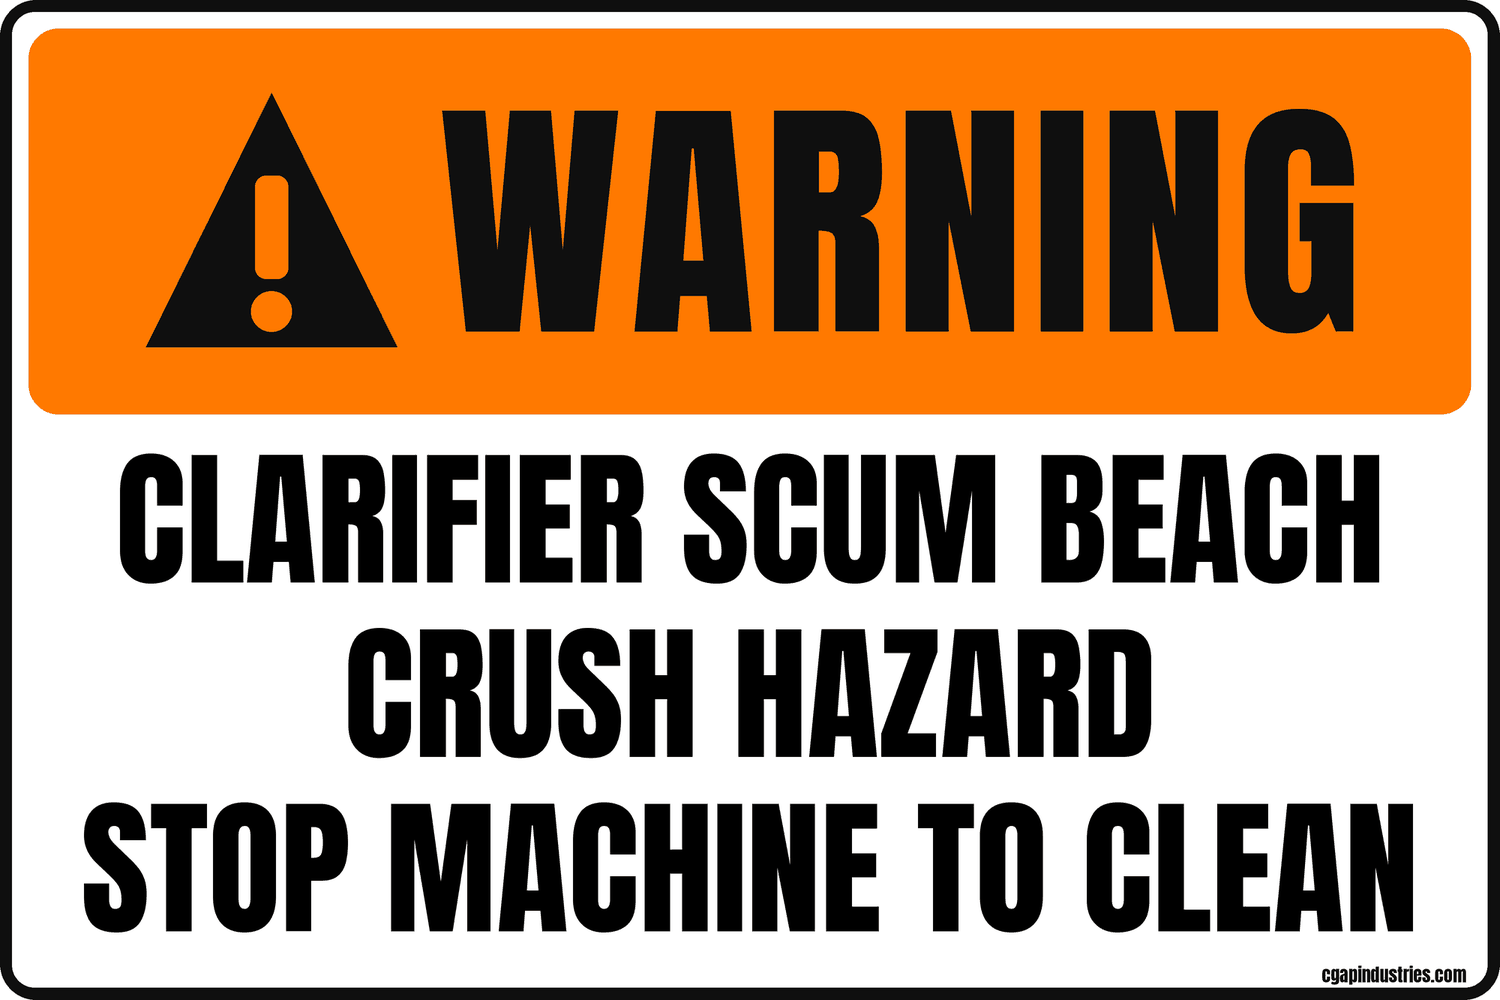 WARNING
CLARIFIER SCUM BEACH
CRUSH HAZARD
STOP MACHINE TO CLEAN
cgapindustries.com